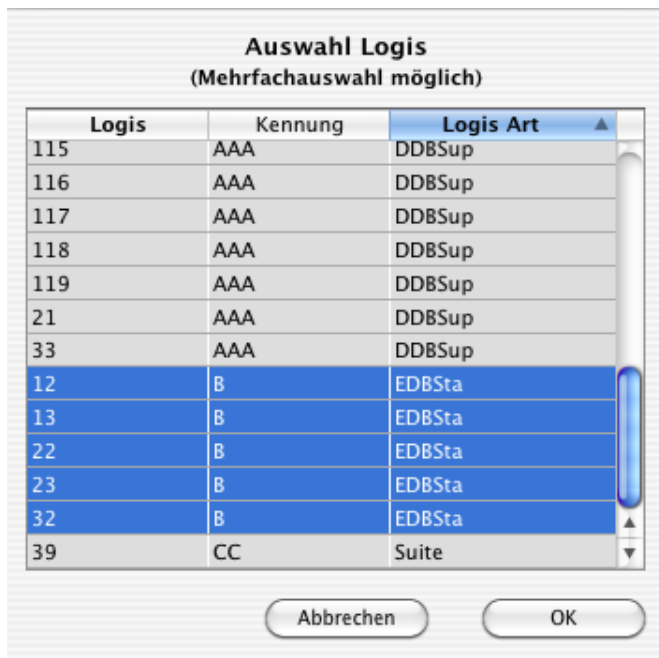 Auswahl Logis
(Mehrfachauswahl möglich)
Logis Kennung Logis Art
115 AAA DDBSup
116 AAA DDBSup
117 AAA DDBSup
118 AAA DDBSup
119 AAA DDBSup
21 AAA DDBSup
33 AAA DDBSup
12 B EDBSta
13 B EDBSta
22 B EDBSta
23 B EDBSta
32 B EDBSta
39 CC Suite
Abbrechen OK